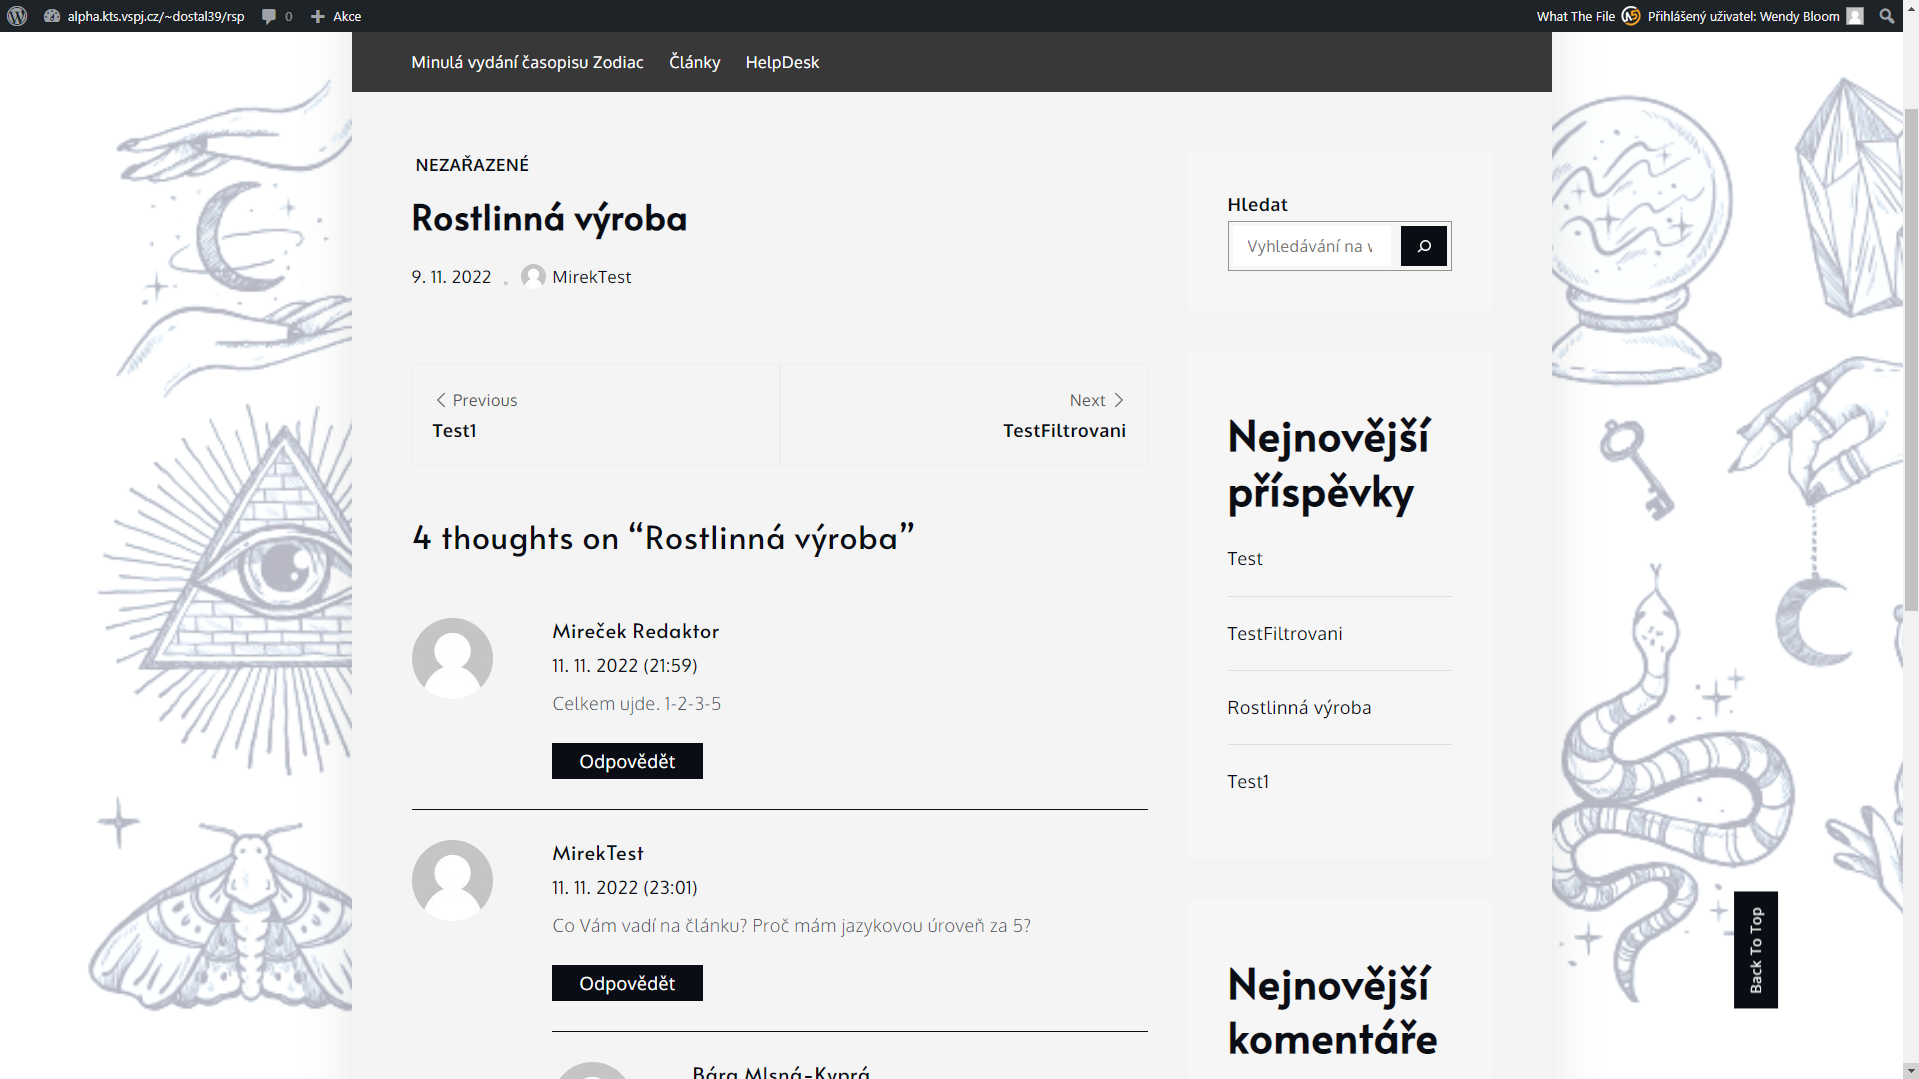 alpha.kts.vspj.cz/~dostal39/rsp 0 Akce What The File Přihlášený uživatel: Wendy Bloom
Minulá vydání časopisu Zodiac Články HelpDesk
NEZAŘAZENÉ
Rostlinná výroba
9. 11. 2022 MirekTest
Previous
Test1
Next
TestFiltrovani
4 thoughts on “Rostlinná výroba”
Mireček Redaktor
11. 11. 2022 (21:59)
Celkem ujde. 1-2-3-5
Odpovědět
MirekTest
11. 11. 2022 (23:01)
Co Vám vadí na článku? Proč mám jazykovou úroveň za 5?
Odpovědět
Bára Mlsná-Kyprá
Hledat
Vyhledávání na v
Nejnovější
příspěvky
Test
TestFiltrovani
Rostlinná výroba
Test1
Nejnovější
komentáře
Back To Top